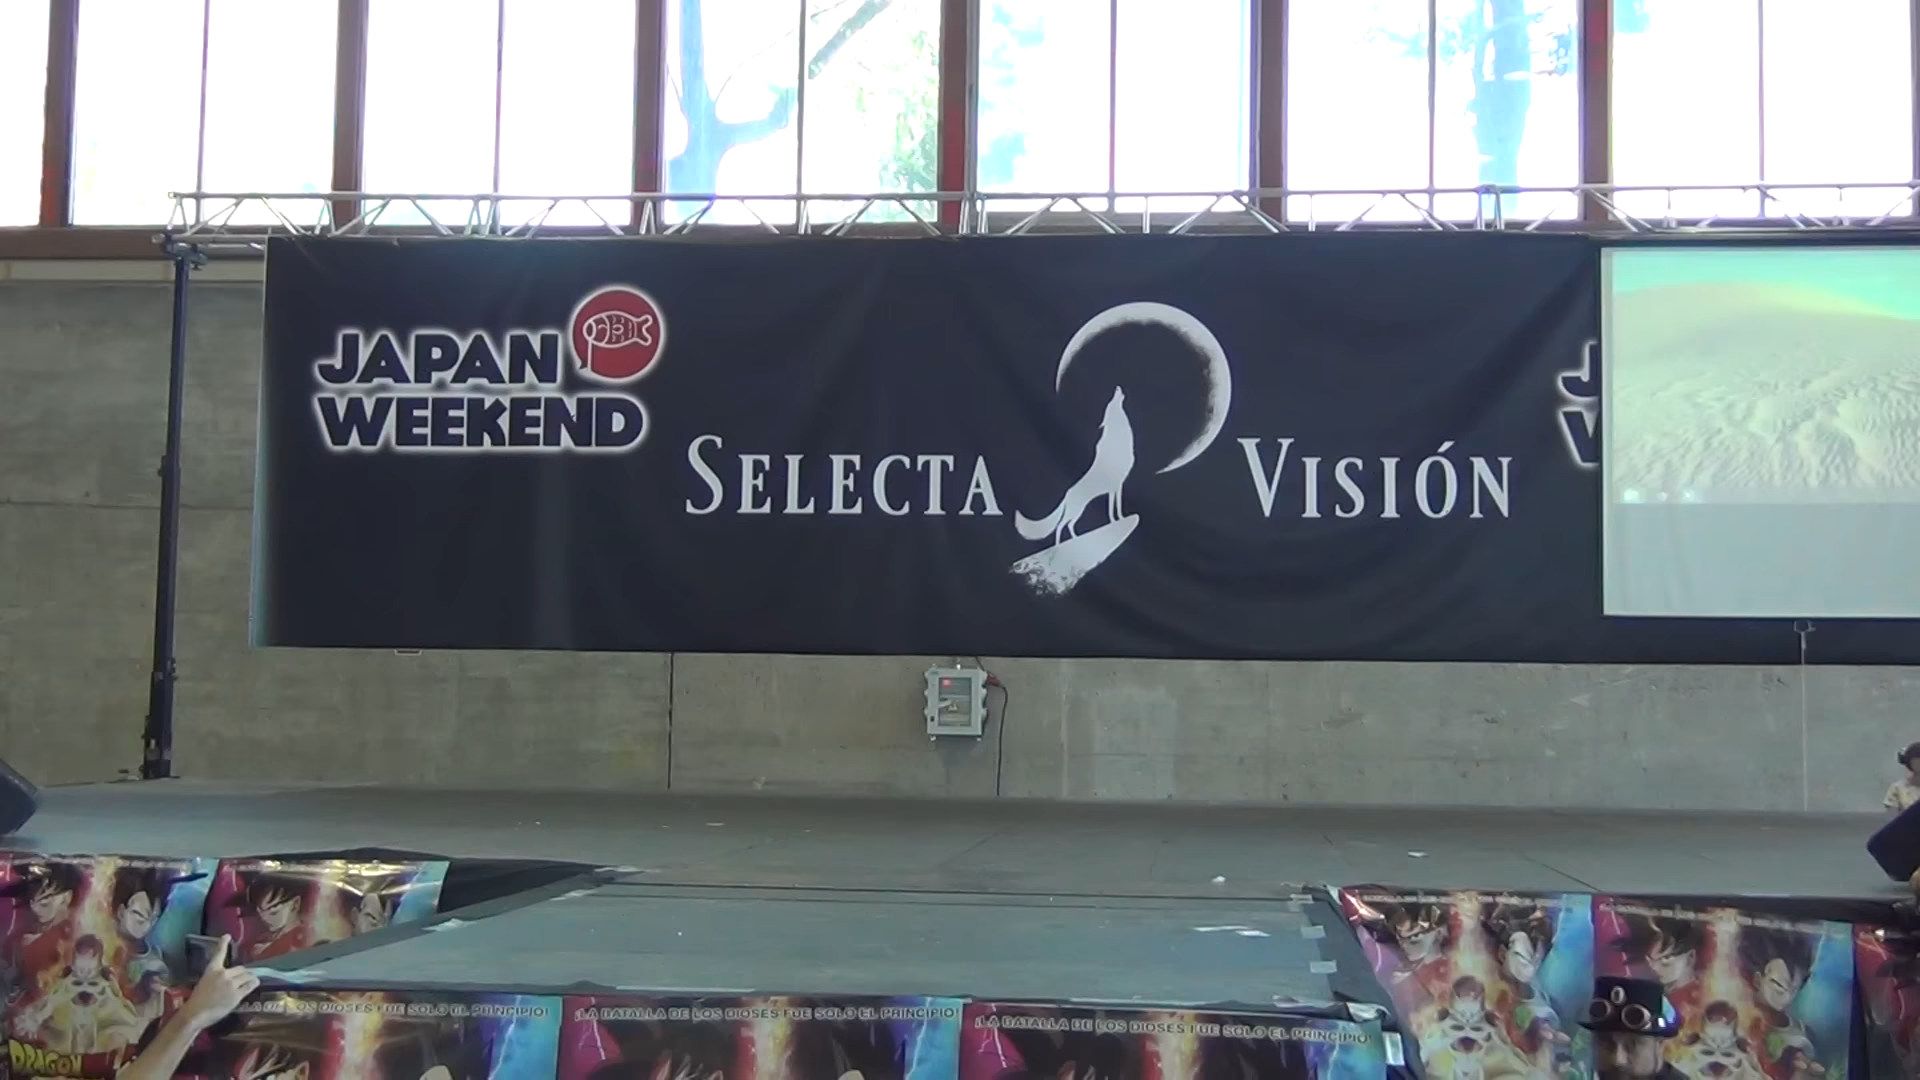 JAPAN
WEEKEND
SELECTA VISIÓN
J
W
¡LA BATALLA DE LOS DIOSES FUE SOLO EL PRINCIPIO!
¡LA BATALLA DE LOS DIOSES FUE SOLO EL PRINCIPIO!
LA DE LOS DIOSES FUE SOLO EL PRINCIPIO!
DRAGON